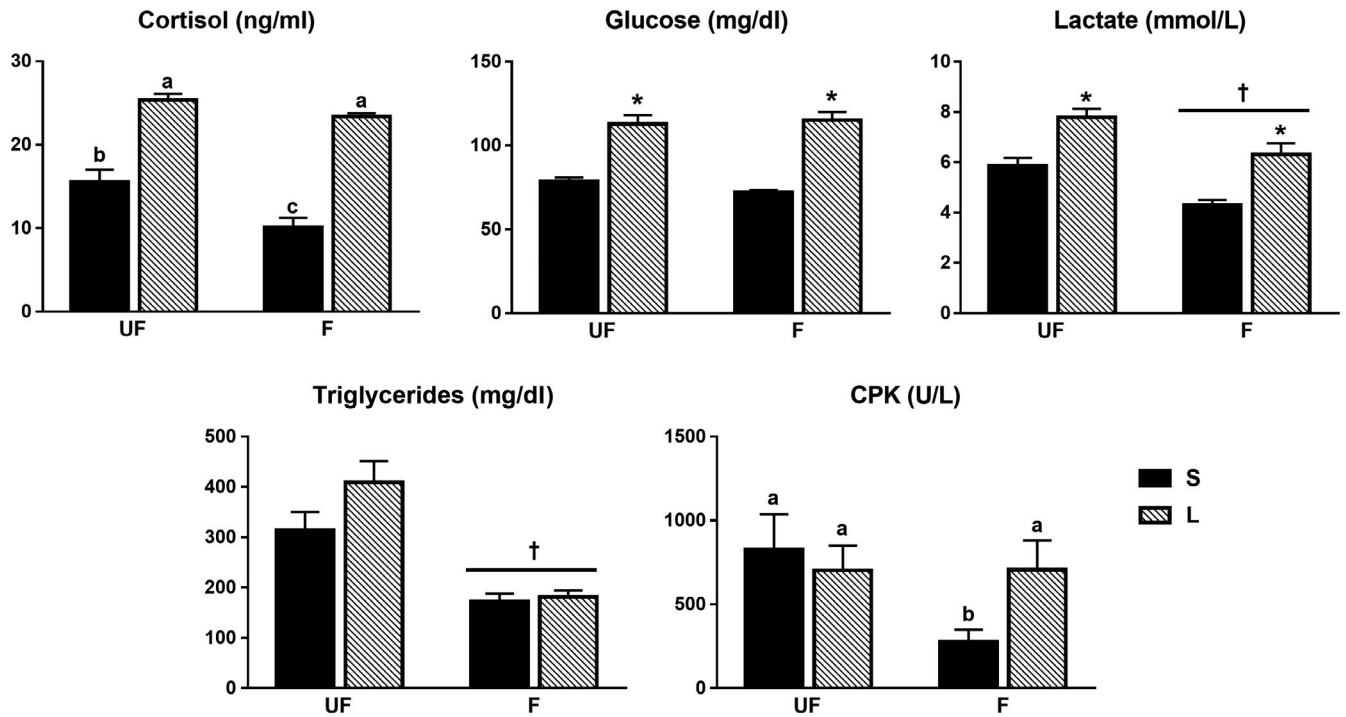 Cortisol (ng/ml)
30
20
10
0
b
a
c
a
UF
F
Glucose (mg/dl)
150
100
50
0
*
*
UF
F
Lactate (mmol/L)
10
8
6
4
2
0
*
†
*
UF
F
Triglycerides (mg/dl)
500
400
300
200
100
0
†
UF
F
CPK (U/L)
1500
1000
500
0
a
a
b
a
UF
F
S
L